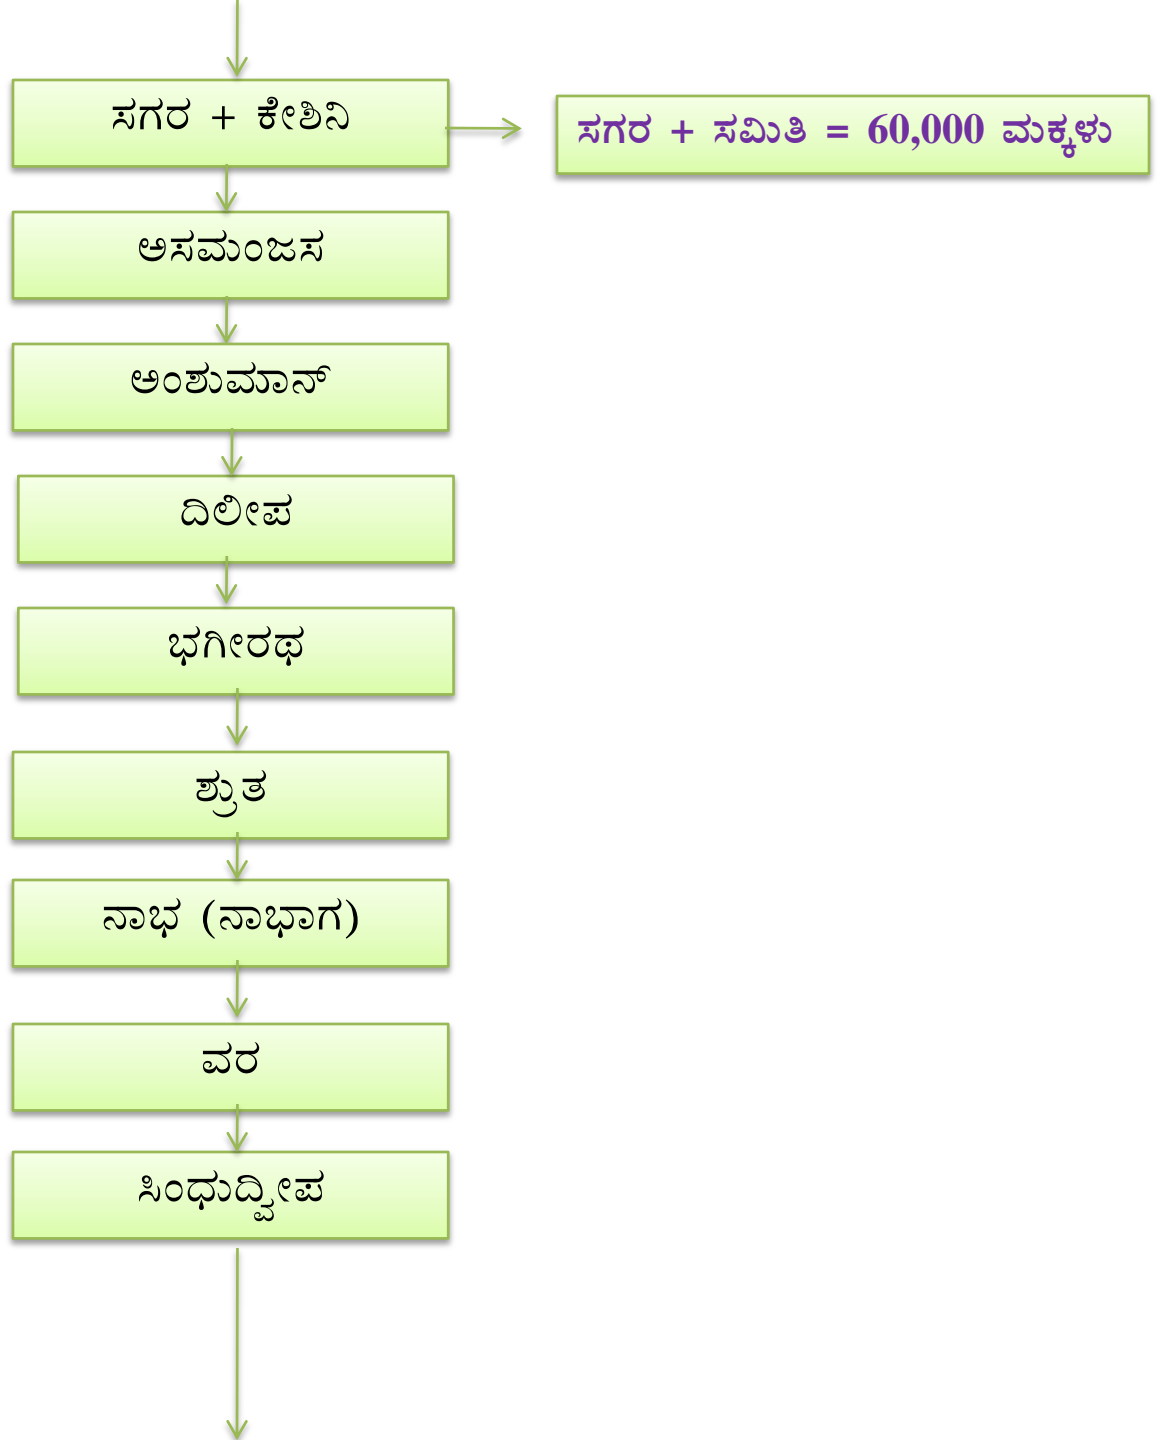 ಸಗರ + ಕೇಶಿನಿ
ಸಗರ + ಸಮಿತಿ = 60,000 ಮಕ್ಕಳು
ಅಸಮಂಜಸ
ಅಂಶುಮಾನ್
ದಿಲೀಪ
ಭಗೀರಥ
ಶ್ರುತ
ನಾಭ (ನಾಭಾಗ)
ವರ
ಸಿಂಧುದ್ವೀಪ